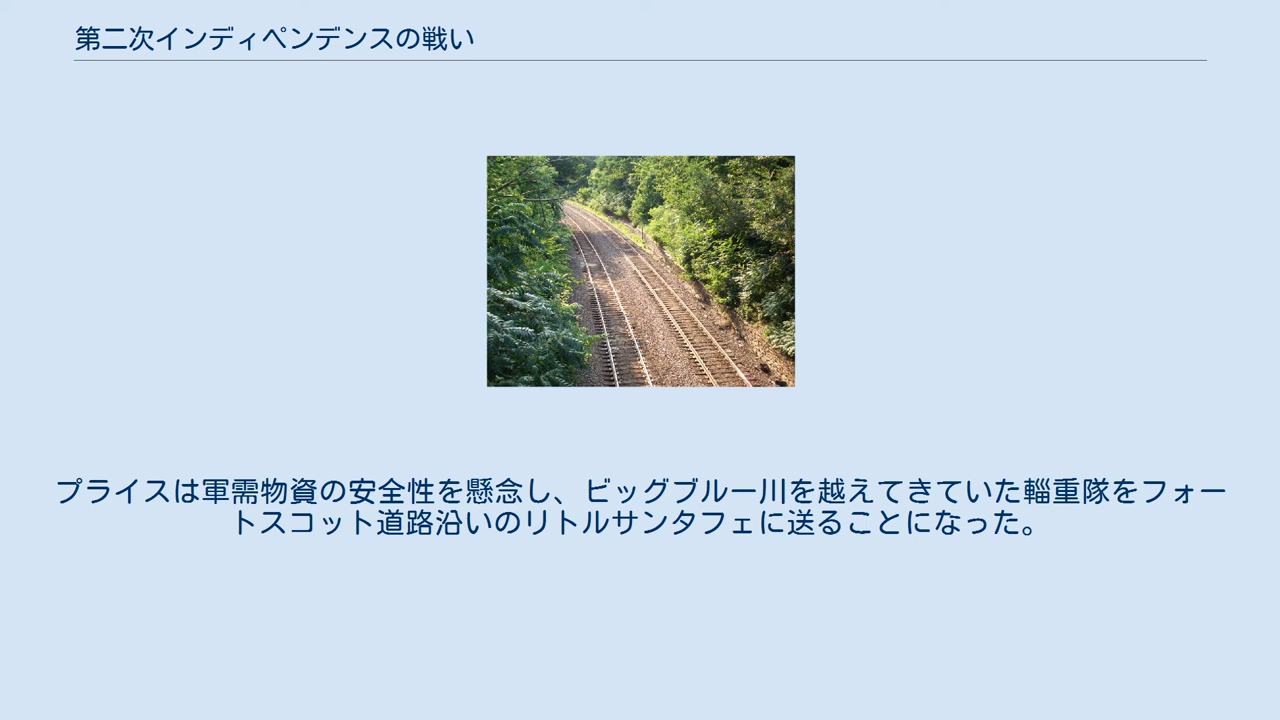 第二次インディペンデンスの戦い
プライスは軍需物資の安全性を懸念し、ビッグブルー川を越えてきていた輜重隊をフォー
トスコット道路沿いのリトルサンタフェに送ることになった。